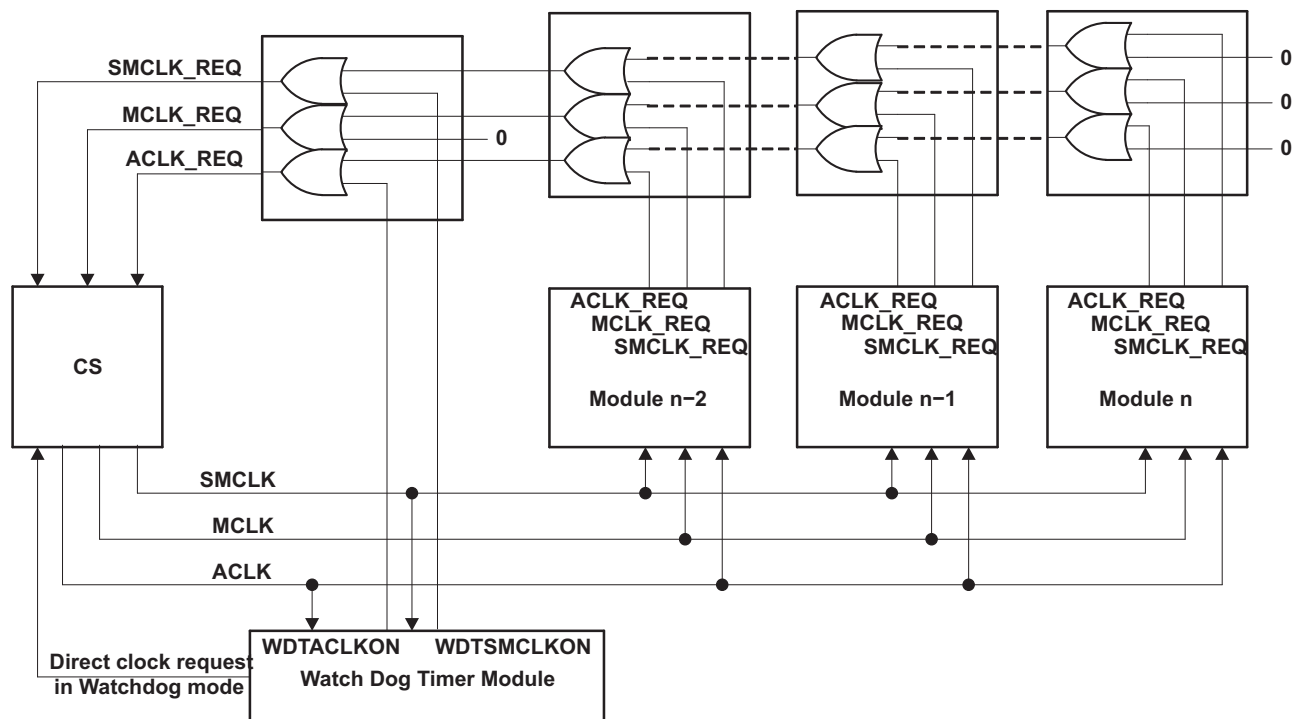 SMCLK_REQ
0
MCLK_REQ
0
0
ACLK_REQ
0
ACLK_REQ
MCLK_REQ
SMCLK_REQ
Module n−2
ACLK_REQ
MCLK_REQ
SMCLK_REQ
Module n−1
ACLK_REQ
MCLK_REQ
SMCLK_REQ
Module n
CS
SMCLK
MCLK
ACLK
WDTACLKON
WDTSMCLKON
Watch Dog Timer Module
Direct clock request
in Watchdog mode